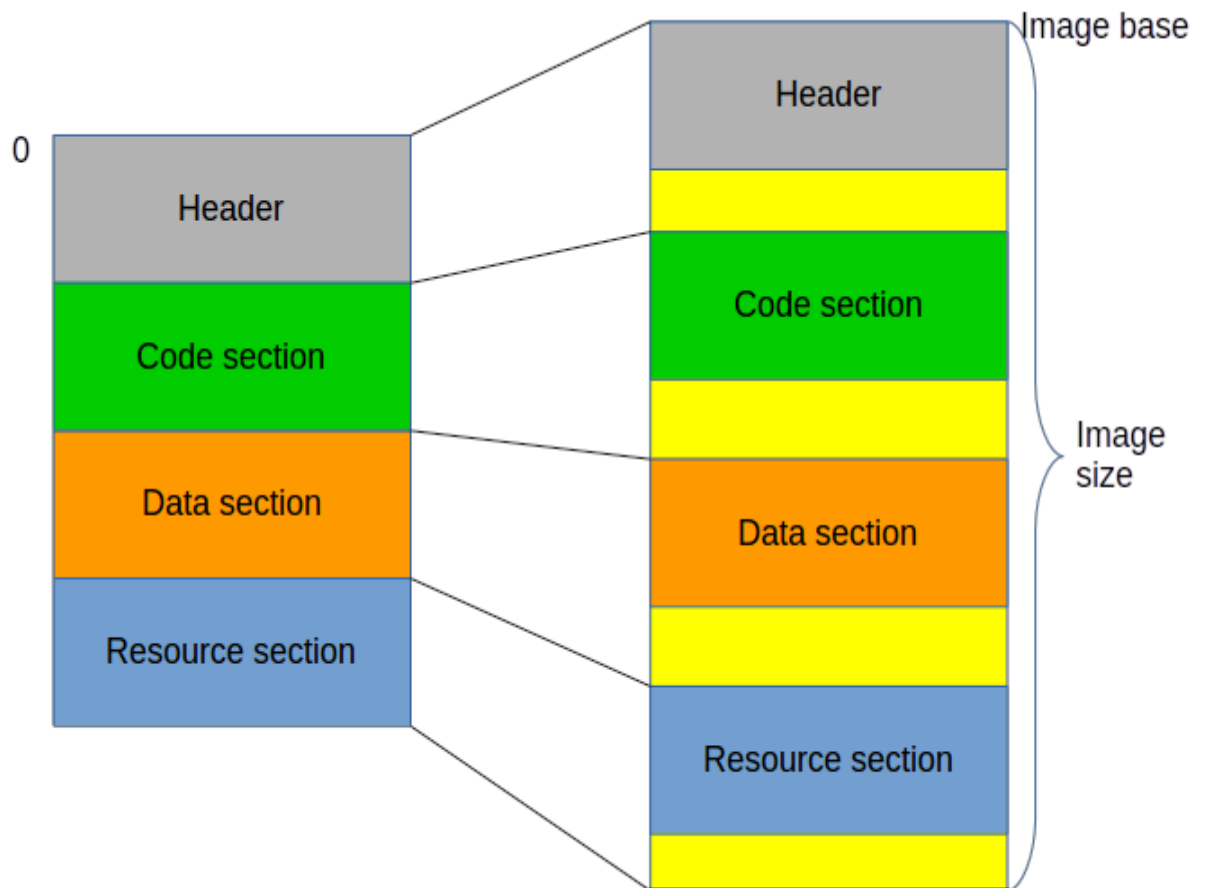 Image base
Header
0
Header
Code section
Code section
Image
size
Data section
Data section
Resource section
Resource section